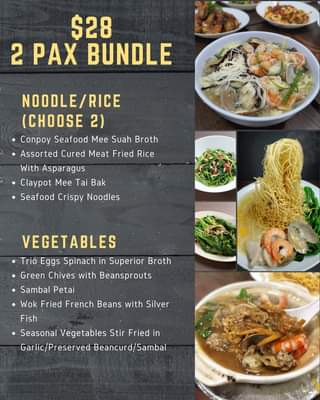 $28
2 PAX BUNDLE
NOODLE/RICE
(CHOOSE 2)
• Conpoy Seafood Mee Suah Broth
• Assorted Cured Meat Fried Rice
With Asparagus
• Claypot Mee Tai Bak
• Seafood Crispy Noodles
VEGETABLES
• Trio Eggs Spinach in Superior Broth
• Green Chives with Beansprouts
• Sambal Petai
• Wok Fried French Beans with Silver
Fish
• Seasonal Vegetables Stir Fried in
Garlic/Preserved Beancurd/Sambal